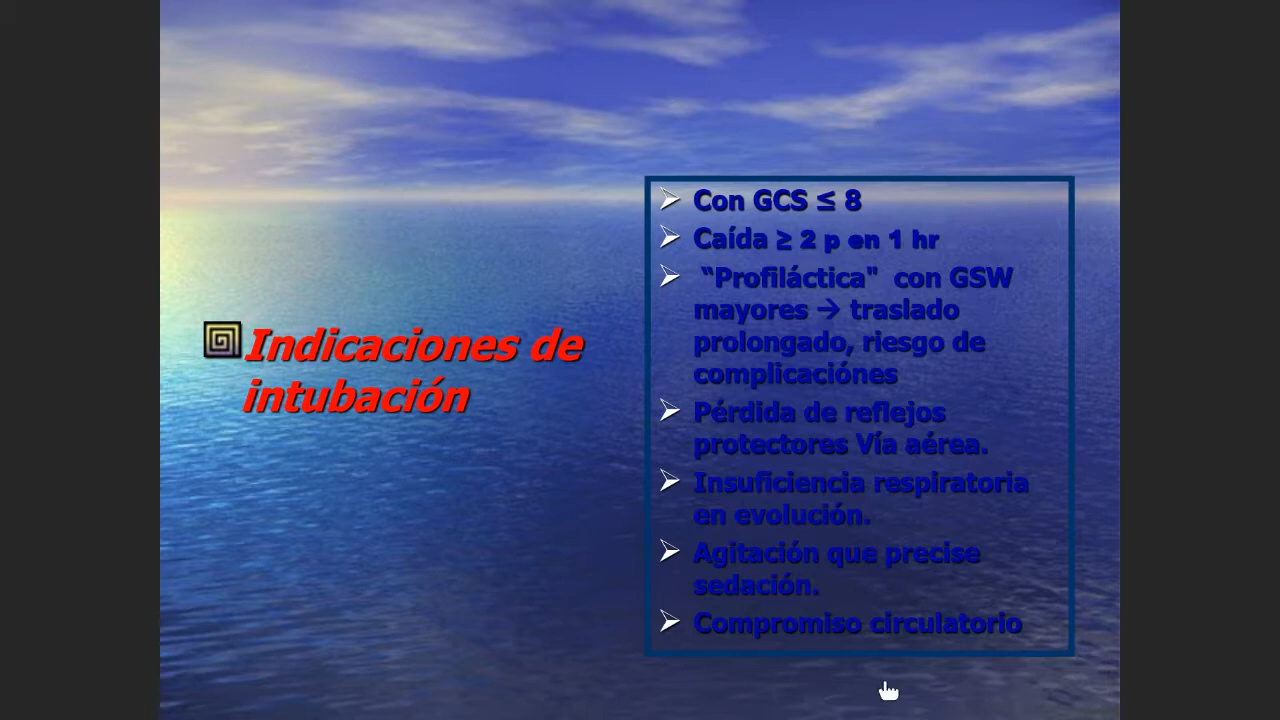 Indicaciones de
intubación
Con GCS ≤ 8
Caída ≥ 2 p en 1 hr
“Profiláctica" con GSW
mayores → traslado
prolongado, riesgo de
complicaciónes
Pérdida de reflejos
protectores Vía aérea.
Insuficiencia respiratoria
en evolución.
Agitación que precise
sedación.
Compromiso circulatorio